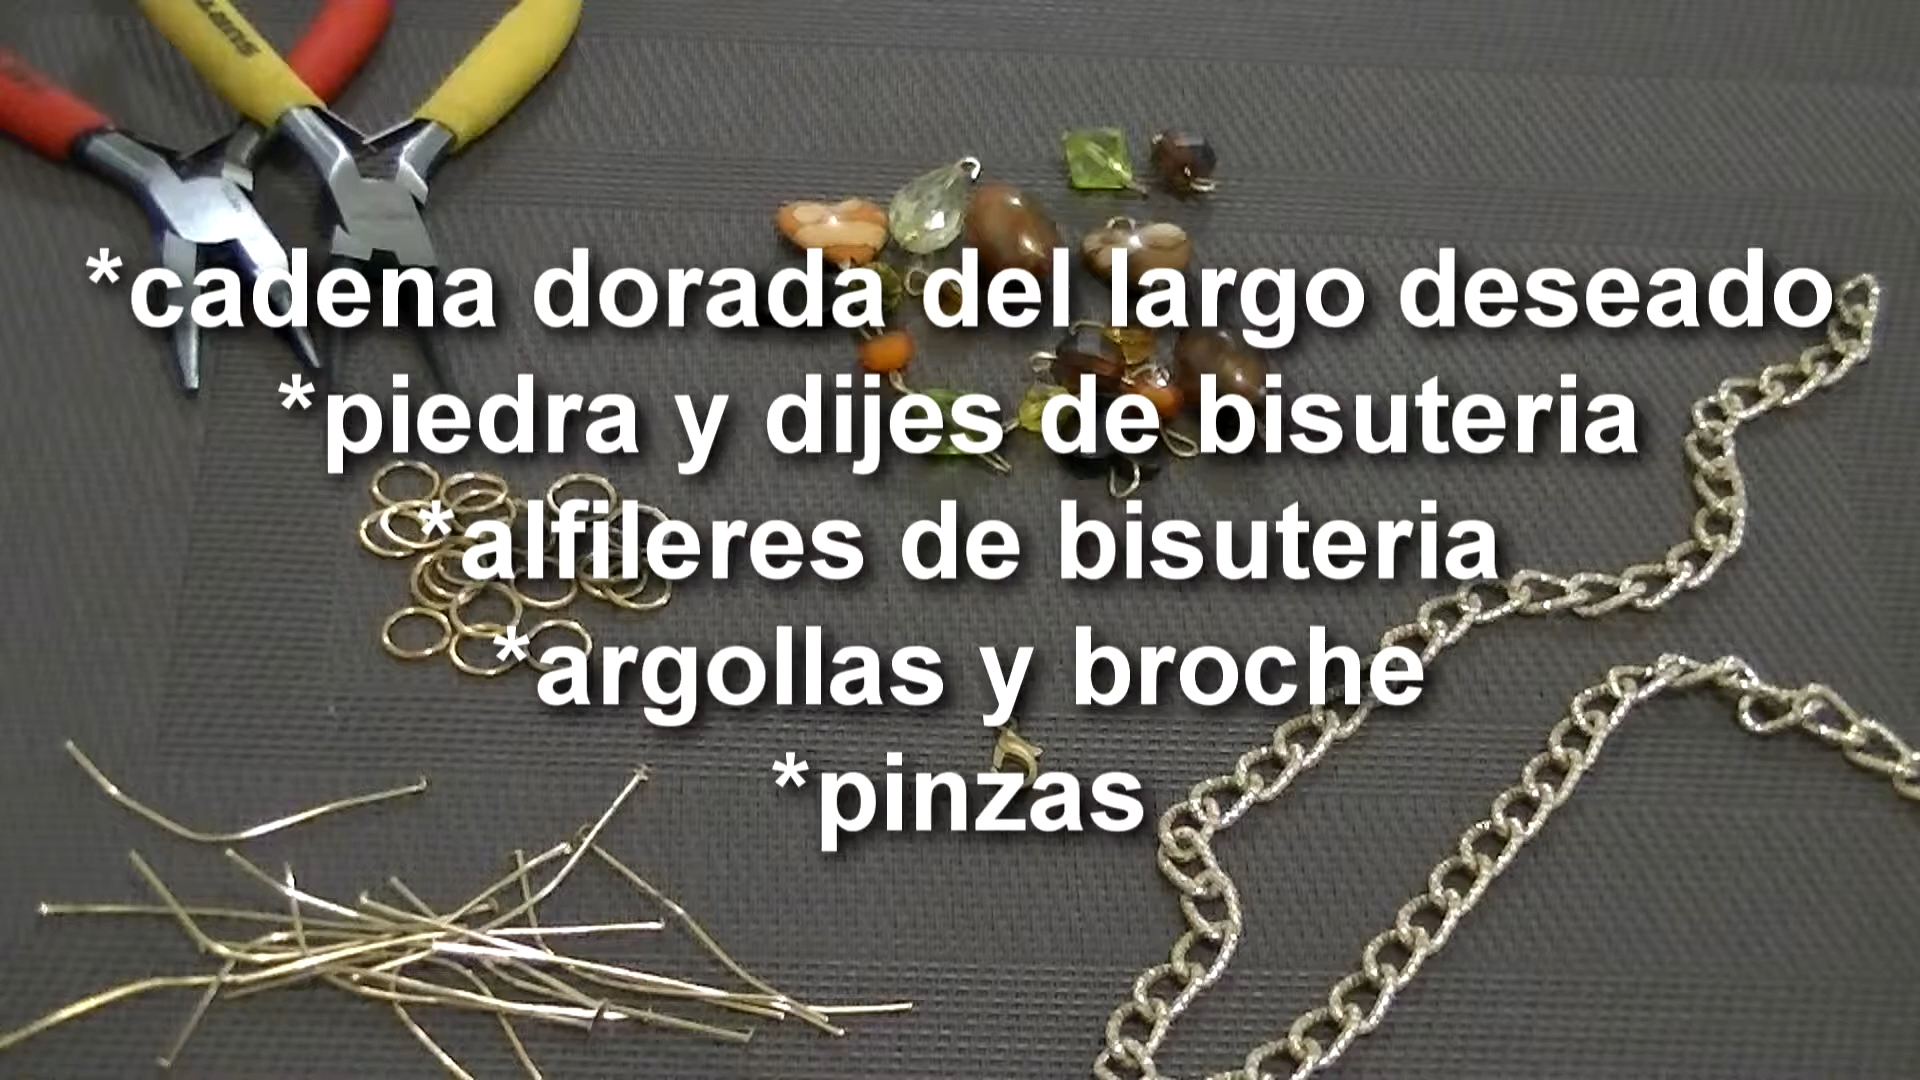 *cadena dorada del largo deseado
*piedra y dijes de bisuteria
*alfileres de bisuteria
*argollas y broche
*pinzas